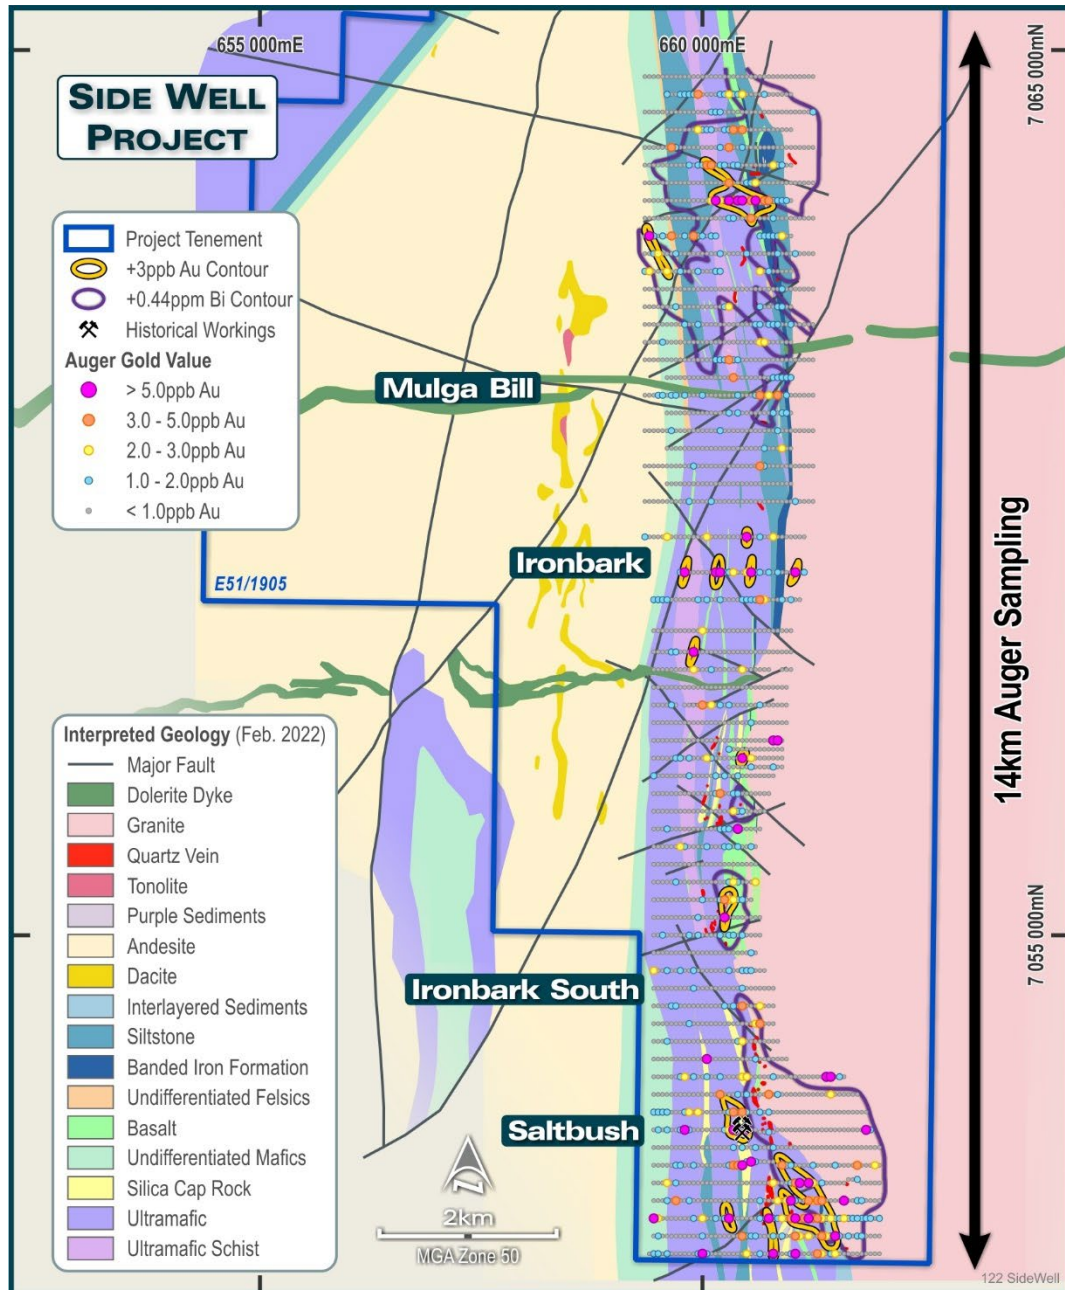 655 000mE
660 000mE
7 065 000mN
SIDE WELL
PROJECT
Project Tenement
+3ppb Au Contour
+0.44ppm Bi Contour
Historical Workings
Auger Gold Value
> 5.0ppb Au
3.0 - 5.0ppb Au
2.0 - 3.0ppb Au
1.0 - 2.0ppb Au
< 1.0ppb Au
Mulga Bill
Ironbark
E51/1905
14km Auger Sampling
Interpreted Geology (Feb. 2022)
Major Fault
Dolerite Dyke
Granite
Quartz Vein
Tonolite
Purple Sediments
Andesite
Dacite
Interlayered Sediments
Siltstone
Banded Iron Formation
Undifferentiated Felsics
Basalt
Undifferentiated Mafics
Silica Cap Rock
Ultramafic
Ultramafic Schist
7 055 000mN
Ironbark South
Saltbush
N
2km
MGA Zone 50
122 SideWell